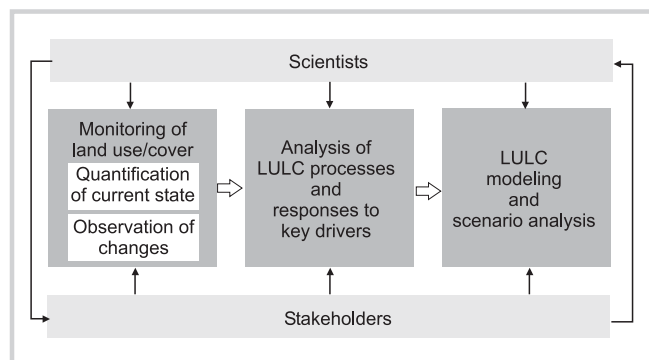 Scientists
Monitoring of
land use/cover
Quantification
of current state
Observation of
changes
Analysis of
LULC processes
and
responses to
key drivers
LULC
modeling
and
scenario analysis
Stakeholders